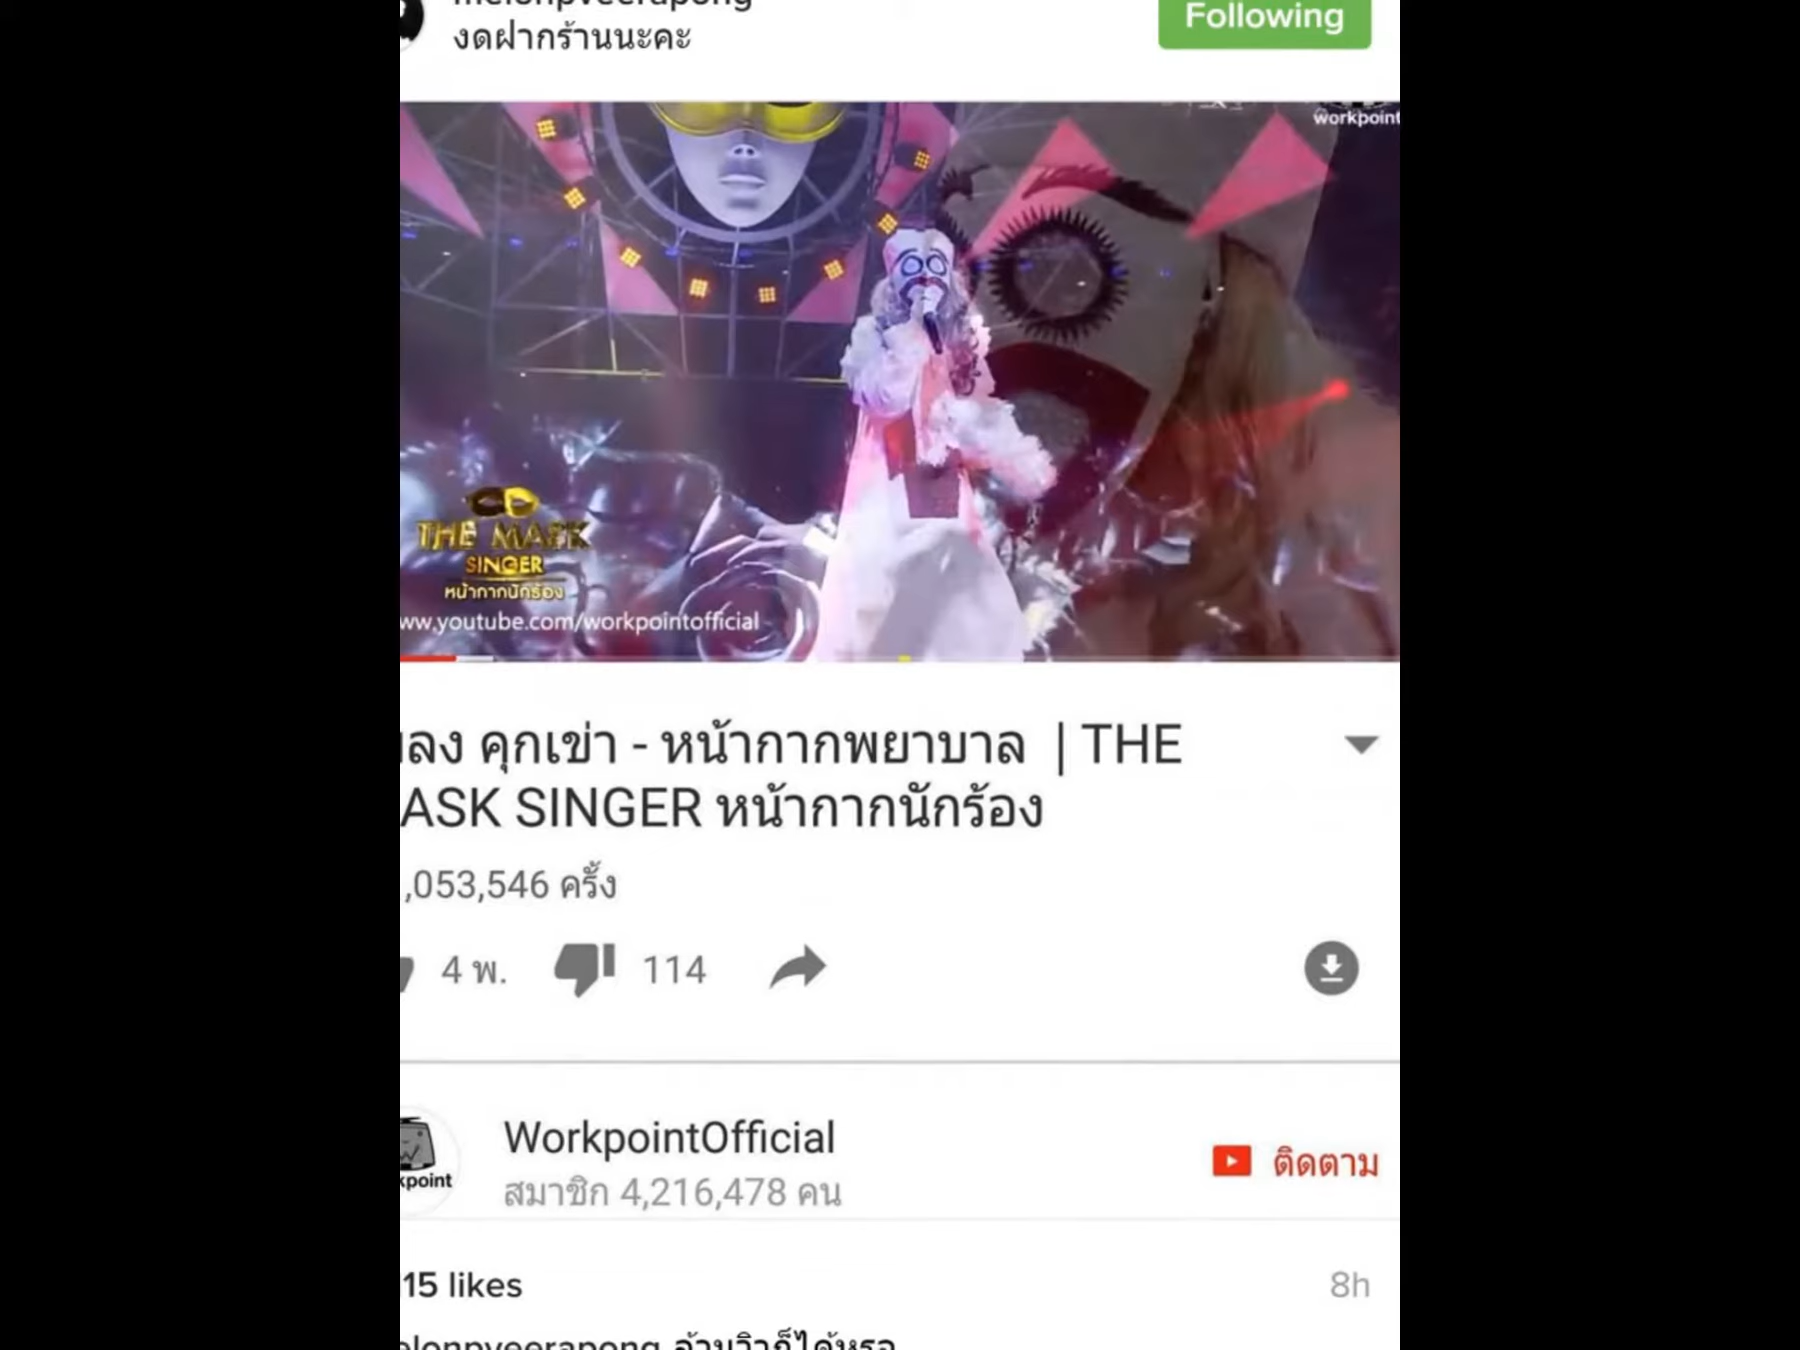 melonpveerapong
งดฝากร้านนะคะ
Following
workpoint
THE MASK
SINGER
หน้ากากนักร้อง
ww.youtube.com/workpointofficial
ลง คุกเข่า - หน้ากากพยาบาล | THE
ASK SINGER หน้ากากนักร้อง
,053,546 ครั้ง
4 พ.
114
WorkpointOfficial
สมาชิก 4,216,478 คน
ติดตาม
kpoint
15 likes
8h
elonpveerapong